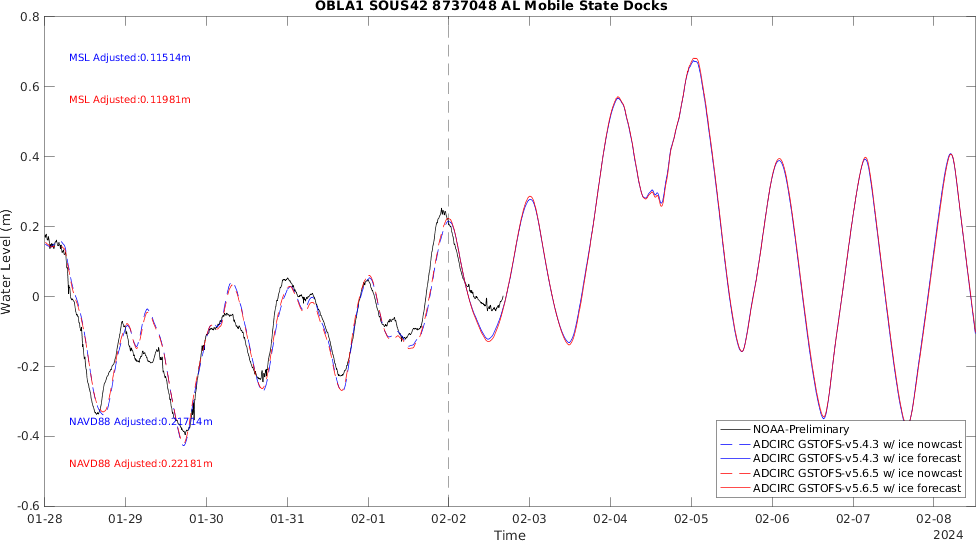 OBLA1 SOUS42 8737048 AL Mobile State Docks
0.8
MSL Adjusted:0.11514m
0.6
MSL Adjusted:0.11981m
0.4
0.2
Water Level (m)
0
-0.2
NAVD88 Adjusted:0.21714m
-0.4
NAVD88 Adjusted:0.22181m
-0.6
NOAA-Preliminary
ADCIRC GSTOFS-v5.4.3 w/ ice nowcast
ADCIRC GSTOFS-v5.4.3 w/ ice forecast
ADCIRC GSTOFS-v5.6.5 w/ ice nowcast
ADCIRC GSTOFS-v5.6.5 w/ ice forecast
01-28 01-29 01-30 01-31 02-01 02-02 02-03 02-04 02-05 02-06 02-07 02-08
Time
2024